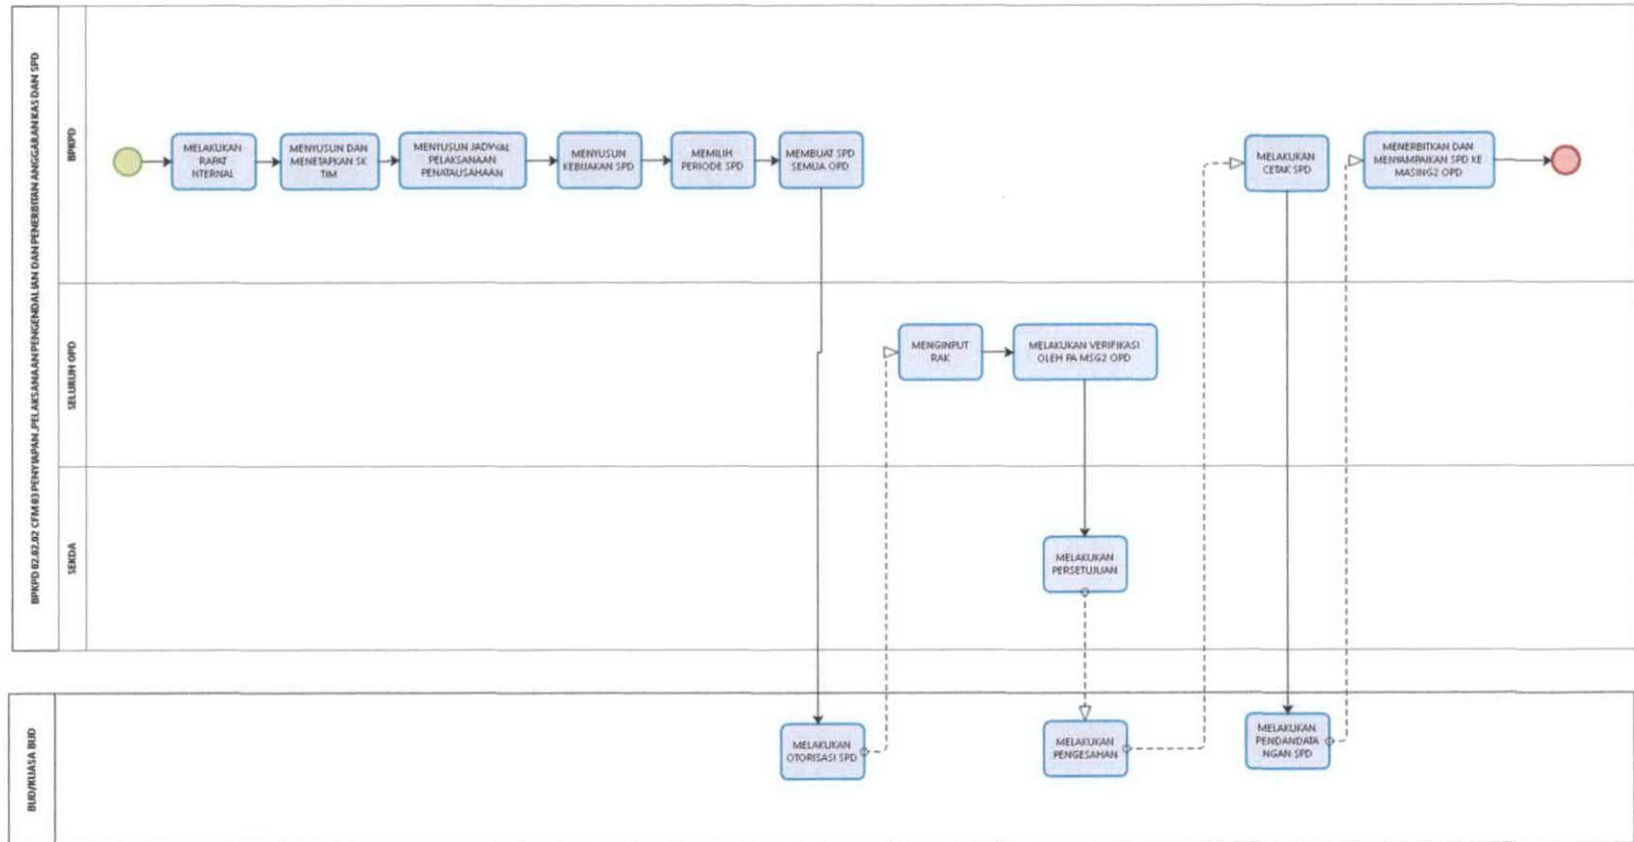 BPKPD 02.02.02 CFM 03 PENYIAPAN ,PELAKSANAAN PENGENDALIAN DAN PENERBITAN ANGGARAN KAS DAN SPD
BPKPD
MELAKUKAN
RAPAT
NTERNAL
MENYUSUN DAN
MENETAPKAN SK
TIM
MENYUSUN JADWAL
PELAKSANAAN
PENATAUSAHAAN
MENYUSUN
KEBIJAKAN SPD
MEMILIH
PERIODE SPD
MEMBUAT SPD
SEMUA OPD
MELAKUKAN
CETAK SPD
MENERBITKAN DAN
MENYAMPAIKAN SPD KE
MASING2 OPD
SELURUH OPD
MENGINPUT
RAK
MELAKUKAN VERIFIKASI
OLEH PA MSG2 OPD
SEKDA
MELAKUKAN
PERSETUJUAN
BUD/KUASA BUD
MELAKUKAN
OTORISASI SPD
MELAKUKAN
PENGESAHAN
MELAKUKAN
PENDANDATA
NGAN SPD